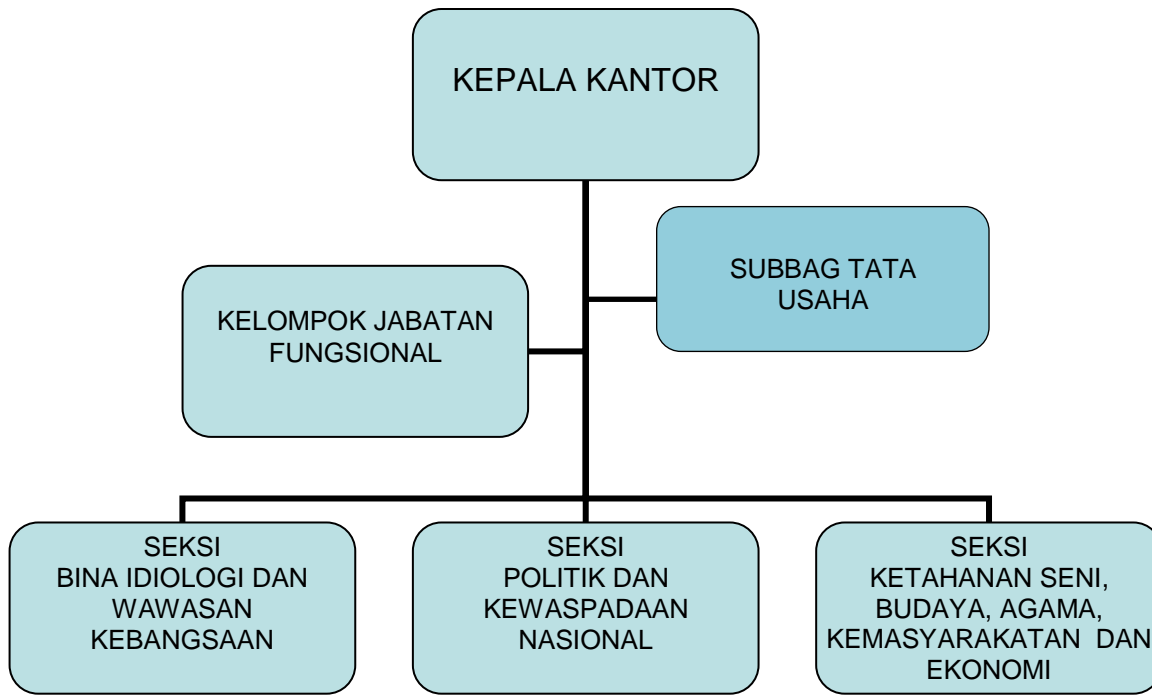 KEPALA KANTOR
SUBBAG TATA
USAHA
KELOMPOK JABATAN
FUNGSIONAL
SEKSI
BINA IDIOLOGI DAN
WAWASAN
KEBANGSAAN
SEKSI
POLITIK DAN
KEWASPADAAN
NASIONAL
SEKSI
KETAHANAN SENI,
BUDAYA, AGAMA,
KEMASYARAKATAN DAN
EKONOMI